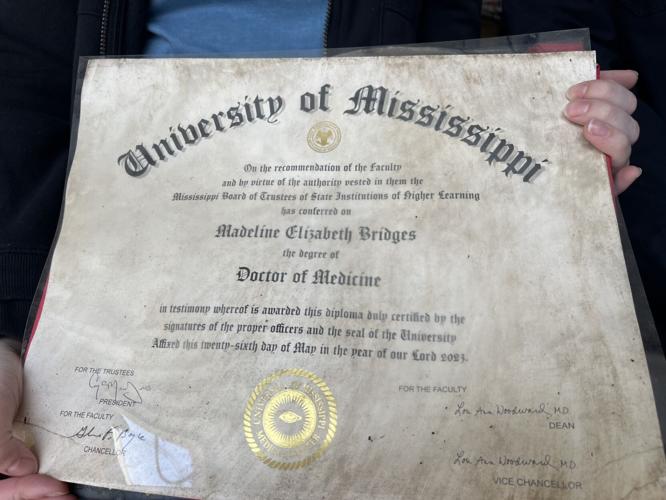 University of Mississippi
On the recommendation of the Faculty
and by virtue of the authority vested in them the
Mississippi Board of Trustees of State Institutions of Higher Learning
has conferred on
Madeline Elizabeth Bridges
the degree of
Doctor of Medicine
in testimony whereof is awarded this diploma duly certified by the
signatures of the proper officers and the seal of the University
Affixed this twenty-sixth day of May in the year of our Lord 2023.
FOR THE TRUSTEES
PRESIDENT
FOR THE FACULTY
CHANCELLOR
FOR THE FACULTY
Lou Ann Woodward, M.D.
DEAN
Lou Ann Woodward, M.D.
VICE CHANCELLOR